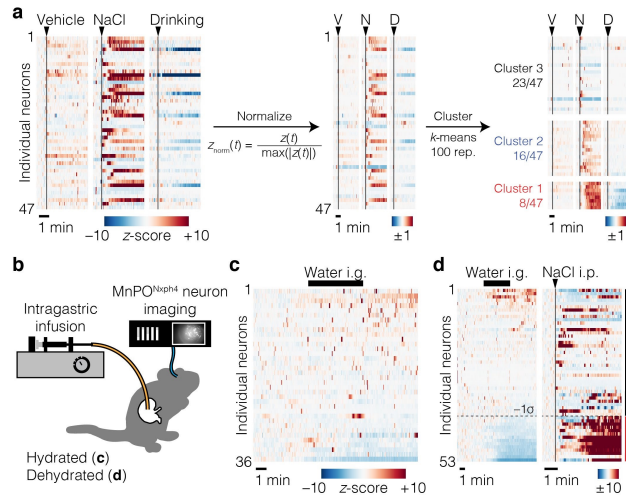 a
Vehicle NaCl Drinking
1
Individual neurons
47
1 min
−10 z-score +10
Normalize
zₙₒᵣₘ(t) = z(t) / max(|z(t)|)
V N D
1
47
1 min
±1
Cluster
k-means
100 rep.
V N D
Cluster 3
23/47
Cluster 2
16/47
Cluster 1
8/47
1 min
±1
b
MnPO^Nxph4 neuron
imaging
Intragastric
infusion
Hydrated (c)
Dehydrated (d)
c
Water i.g.
1
Individual neurons
36
1 min
−10 z-score +10
d
Water i.g. NaCl i.p.
1
Individual neurons
−1σ
53
1 min
1 min
±10